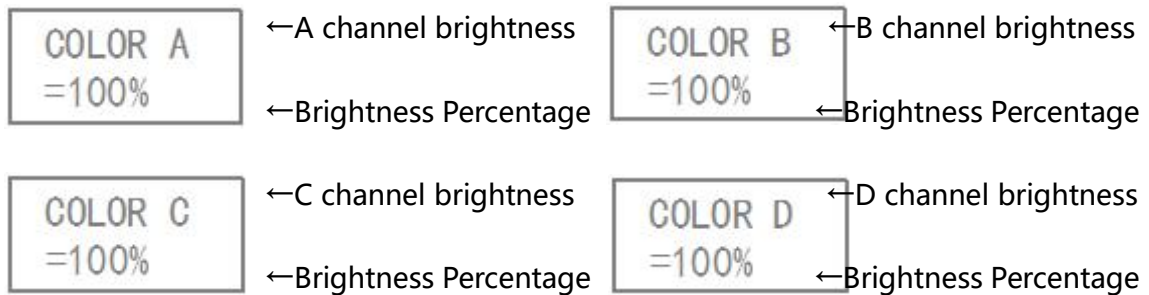 COLOR A
=100%
←A channel brightness
←Brightness Percentage
COLOR B
=100%
←B channel brightness
←Brightness Percentage
COLOR C
=100%
←C channel brightness
←Brightness Percentage
COLOR D
=100%
←D channel brightness
←Brightness Percentage